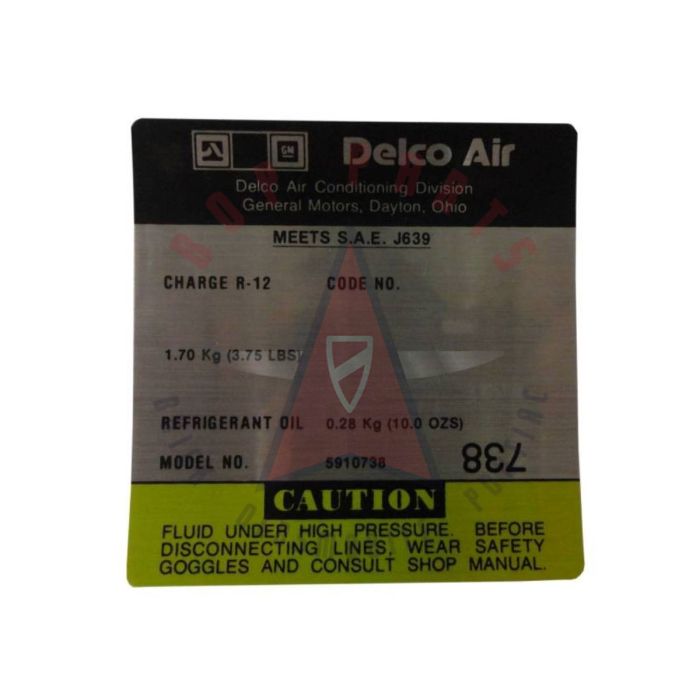 GM Delco Air
Delco Air Conditioning Division
General Motors, Dayton, Ohio
MEETS S.A.E. J639
CHARGE R-12 CODE NO.
1.70 Kg (3.75 LBS)
REFRIGERANT OIL 0.28 Kg (10.0 OZS)
MODEL NO. 5910738 738
CAUTION
FLUID UNDER HIGH PRESSURE. BEFORE
DISCONNECTING LINES, WEAR SAFETY
GOGGLES AND CONSULT SHOP MANUAL.